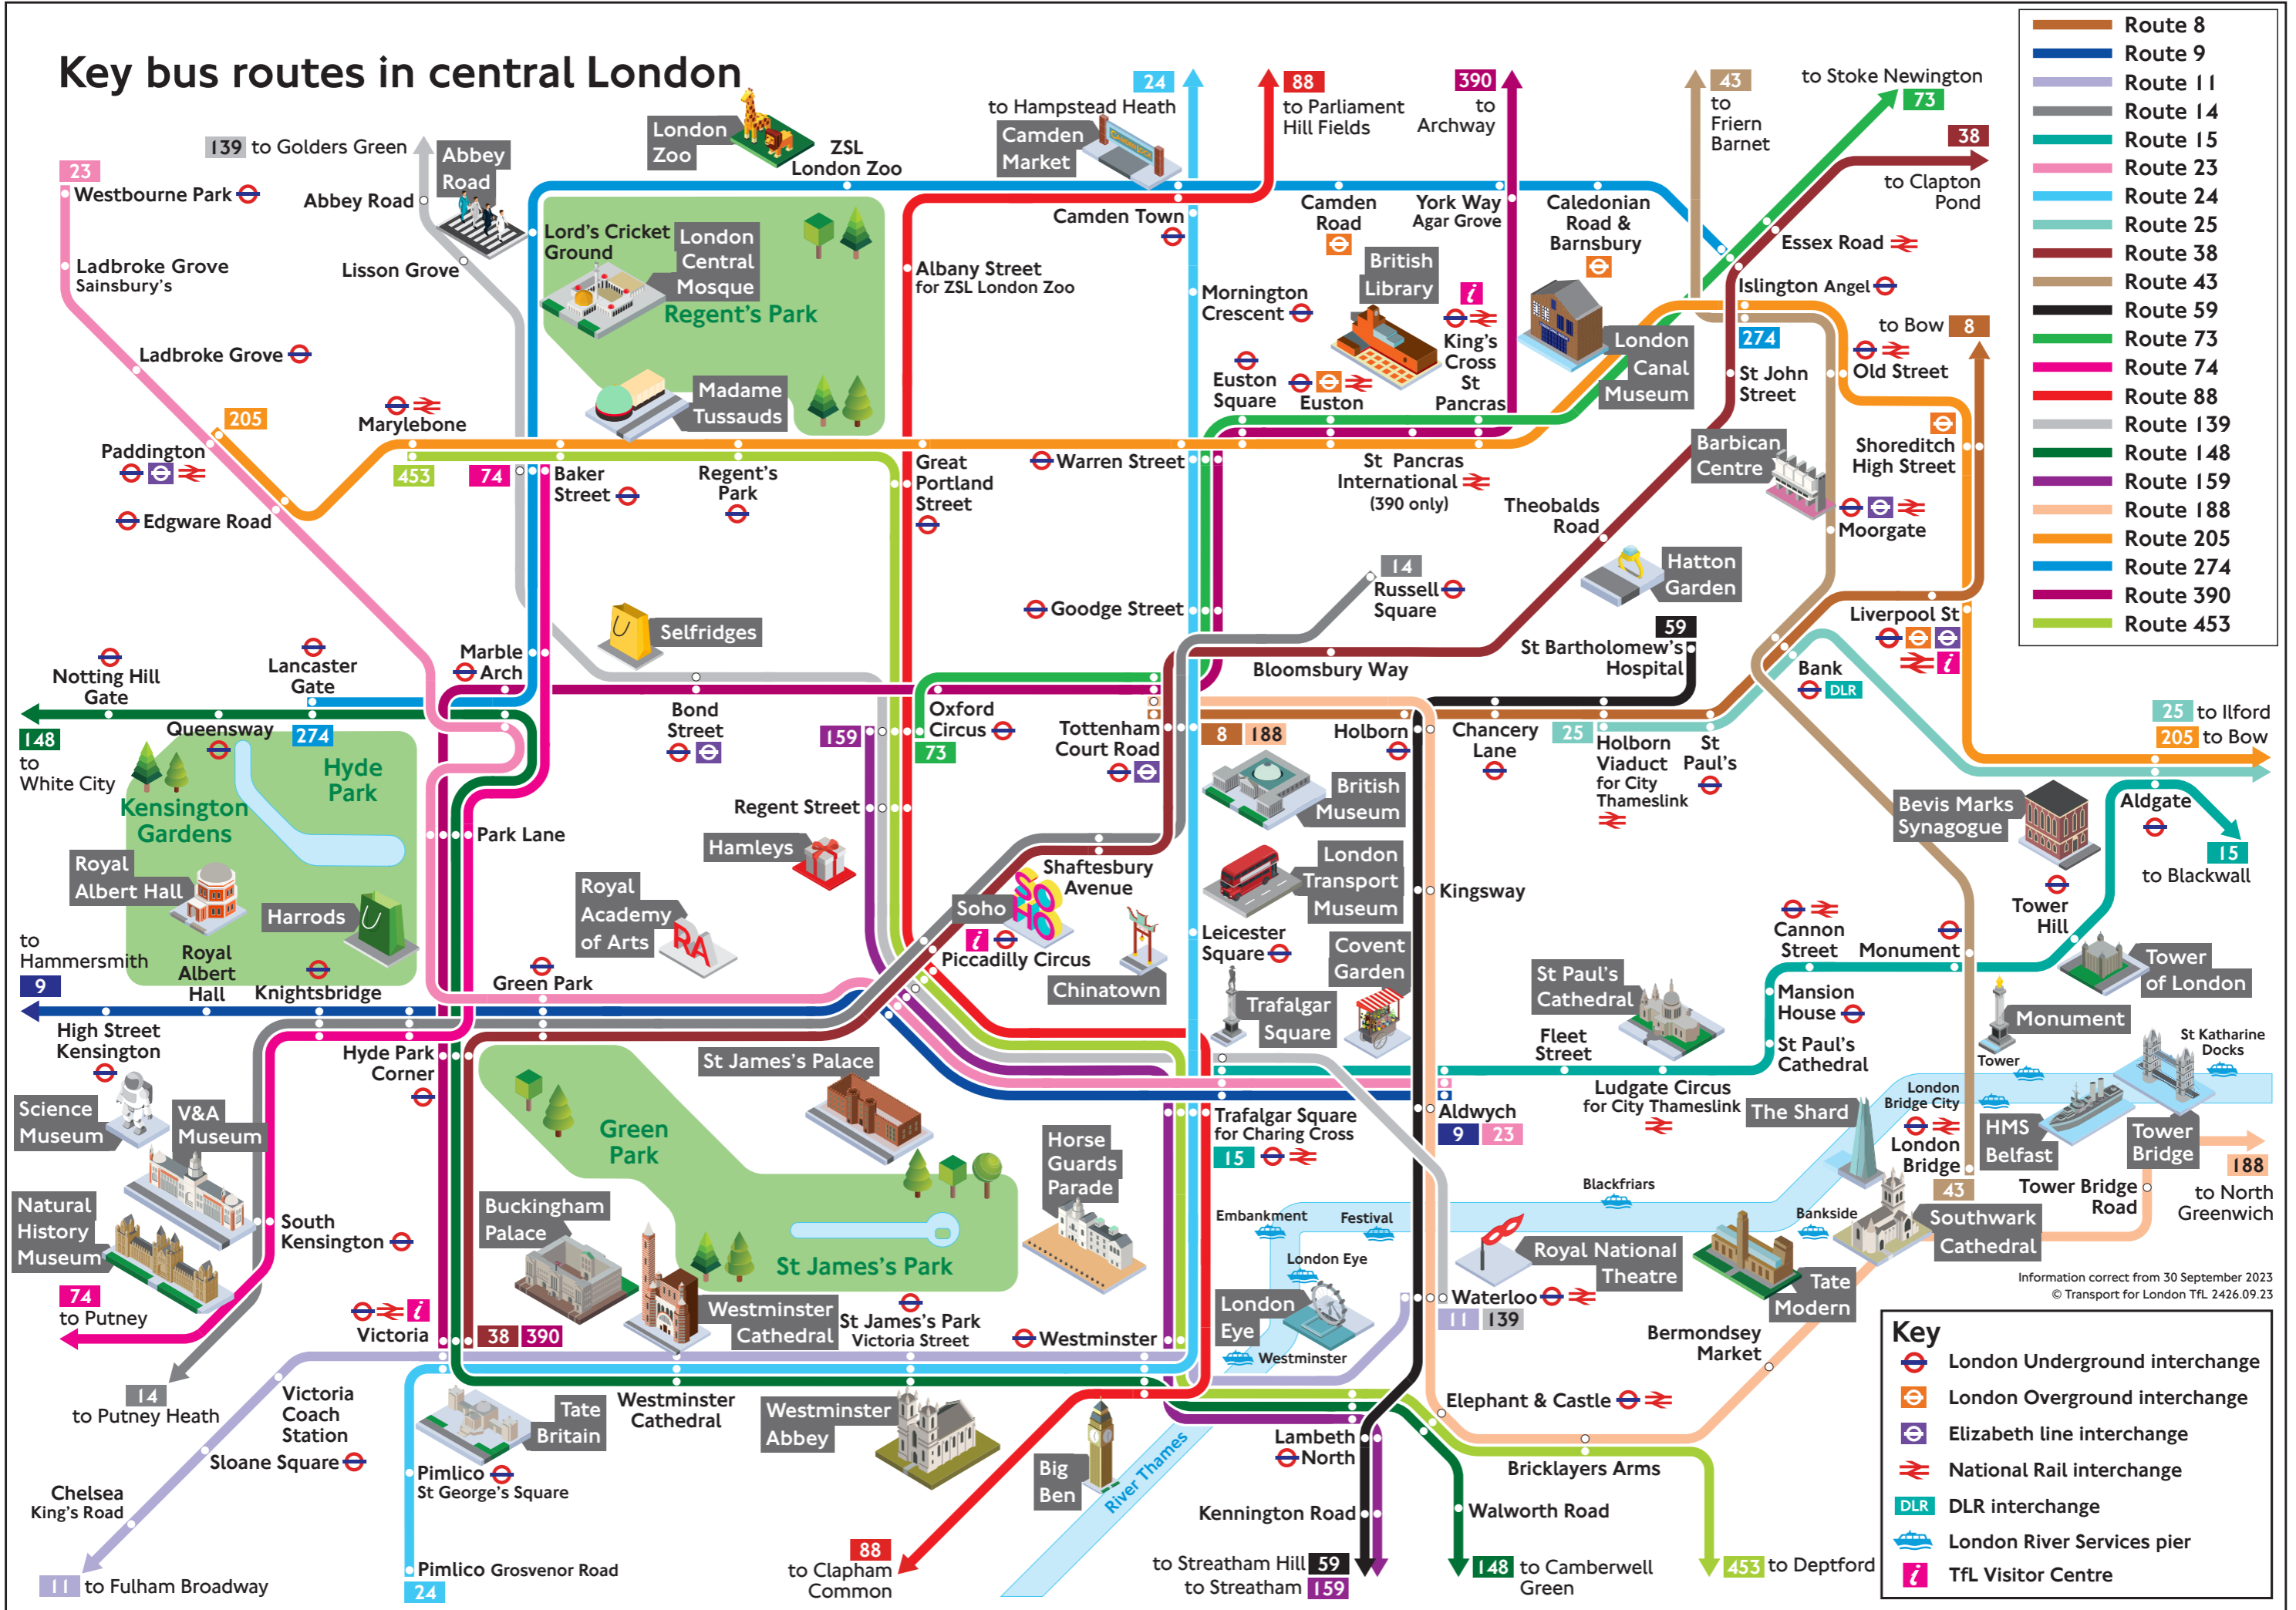 Key bus routes in central London
Route 8
Route 9
Route 11
Route 14
Route 15
Route 23
Route 24
Route 25
Route 38
Route 43
Route 59
Route 73
Route 74
Route 88
Route 139
Route 148
Route 159
Route 188
Route 205
Route 274
Route 390
Route 453
24
to Hampstead Heath
88
to Parliament
Hill Fields
390
to
Archway
43
to
Friern
Barnet
to Stoke Newington
73
38
to Clapton
Pond
139 to Golders Green
23
Westbourne Park
Abbey
Road
Abbey Road
London
Zoo
ZSL
London Zoo
Camden
Market
Camden Town
Camden
Road
York Way
Agar Grove
Caledonian
Road &
Barnsbury
Essex Road
Ladbroke Grove
Sainsbury's
Lisson Grove
Lord's Cricket
Ground
London
Central
Mosque
Regent's Park
Albany Street
for ZSL London Zoo
Mornington
Crescent
British
Library
King's
Cross
St
Pancras
London
Canal
Museum
Islington Angel
274
to Bow 8
Ladbroke Grove
205
Marylebone
Madame
Tussauds
Euston
Square
Euston
St John
Street
Old Street
Paddington
453
74
Baker
Street
Regent's
Park
Great
Portland
Street
Warren Street
St Pancras
International
(390 only)
Barbican
Centre
Shoreditch
High Street
Edgware Road
Theobalds
Road
Moorgate
Hatton
Garden
14
Russell
Square
Goodge Street
Selfridges
59
St Bartholomew's
Hospital
Liverpool St
Notting Hill
Gate
Lancaster
Gate
Marble
Arch
Bloomsbury Way
Bank
DLR
148
to
White City
Queensway
274
Bond
Street
159
Oxford
Circus
73
Tottenham
Court Road
8 188
Holborn
Chancery
Lane
25
Holborn
Viaduct
for City
Thameslink
St
Paul's
25 to Ilford
205 to Bow
Hyde
Park
Kensington
Gardens
Park Lane
Regent Street
Hamleys
British
Museum
Bevis Marks
Synagogue
Aldgate
15
to Blackwall
Royal
Albert Hall
Harrods
Royal
Academy
of Arts
RA
Shaftesbury
Avenue
Soho
SOHO
Piccadilly Circus
Chinatown
London
Transport
Museum
Kingsway
Leicester
Square
Covent
Garden
Trafalgar
Square
St Paul's
Cathedral
Cannon
Street
Monument
Tower
Hill
Tower
of London
to
Hammersmith
9
Royal
Albert
Hall
Knightsbridge
Green Park
High Street
Kensington
Hyde Park
Corner
Mansion
House
Monument
Fleet
Street
St Paul's
Cathedral
Tower
St Katharine
Docks
Science
Museum
V&A
Museum
St James's Palace
Green
Park
Horse
Guards
Parade
Trafalgar Square
for Charing Cross
15
Aldwych
9 23
Ludgate Circus
for City Thameslink
The Shard
London
Bridge City
London
Bridge
43
HMS
Belfast
Tower
Bridge
188
to North
Greenwich
Tower Bridge
Road
Natural
History
Museum
South
Kensington
Buckingham
Palace
St James's Park
Embankment
Festival
Blackfriars
Bankside
London Eye
Royal National
Theatre
Tate
Modern
Southwark
Cathedral
74
to Putney
Victoria
38 390
Westminster
Cathedral
St James's Park
Victoria Street
Westminster
London
Eye
Westminster
Waterloo
11 139
Bermondsey
Market
Information correct from 30 September 2023
© Transport for London TfL 2426.09.23
14
to Putney Heath
Victoria
Coach
Station
Sloane Square
Tate
Britain
Westminster
Cathedral
Westminster
Abbey
Big
Ben
River Thames
Elephant & Castle
Lambeth
North
Bricklayers Arms
Chelsea
King's Road
Pimlico
St George's Square
Kennington Road
Walworth Road
11 to Fulham Broadway
Pimlico Grosvenor Road
24
88
to Clapham
Common
to Streatham Hill 59
to Streatham 159
148 to Camberwell
Green
453 to Deptford
Key
London Underground interchange
London Overground interchange
Elizabeth line interchange
National Rail interchange
DLR DLR interchange
London River Services pier
i TfL Visitor Centre